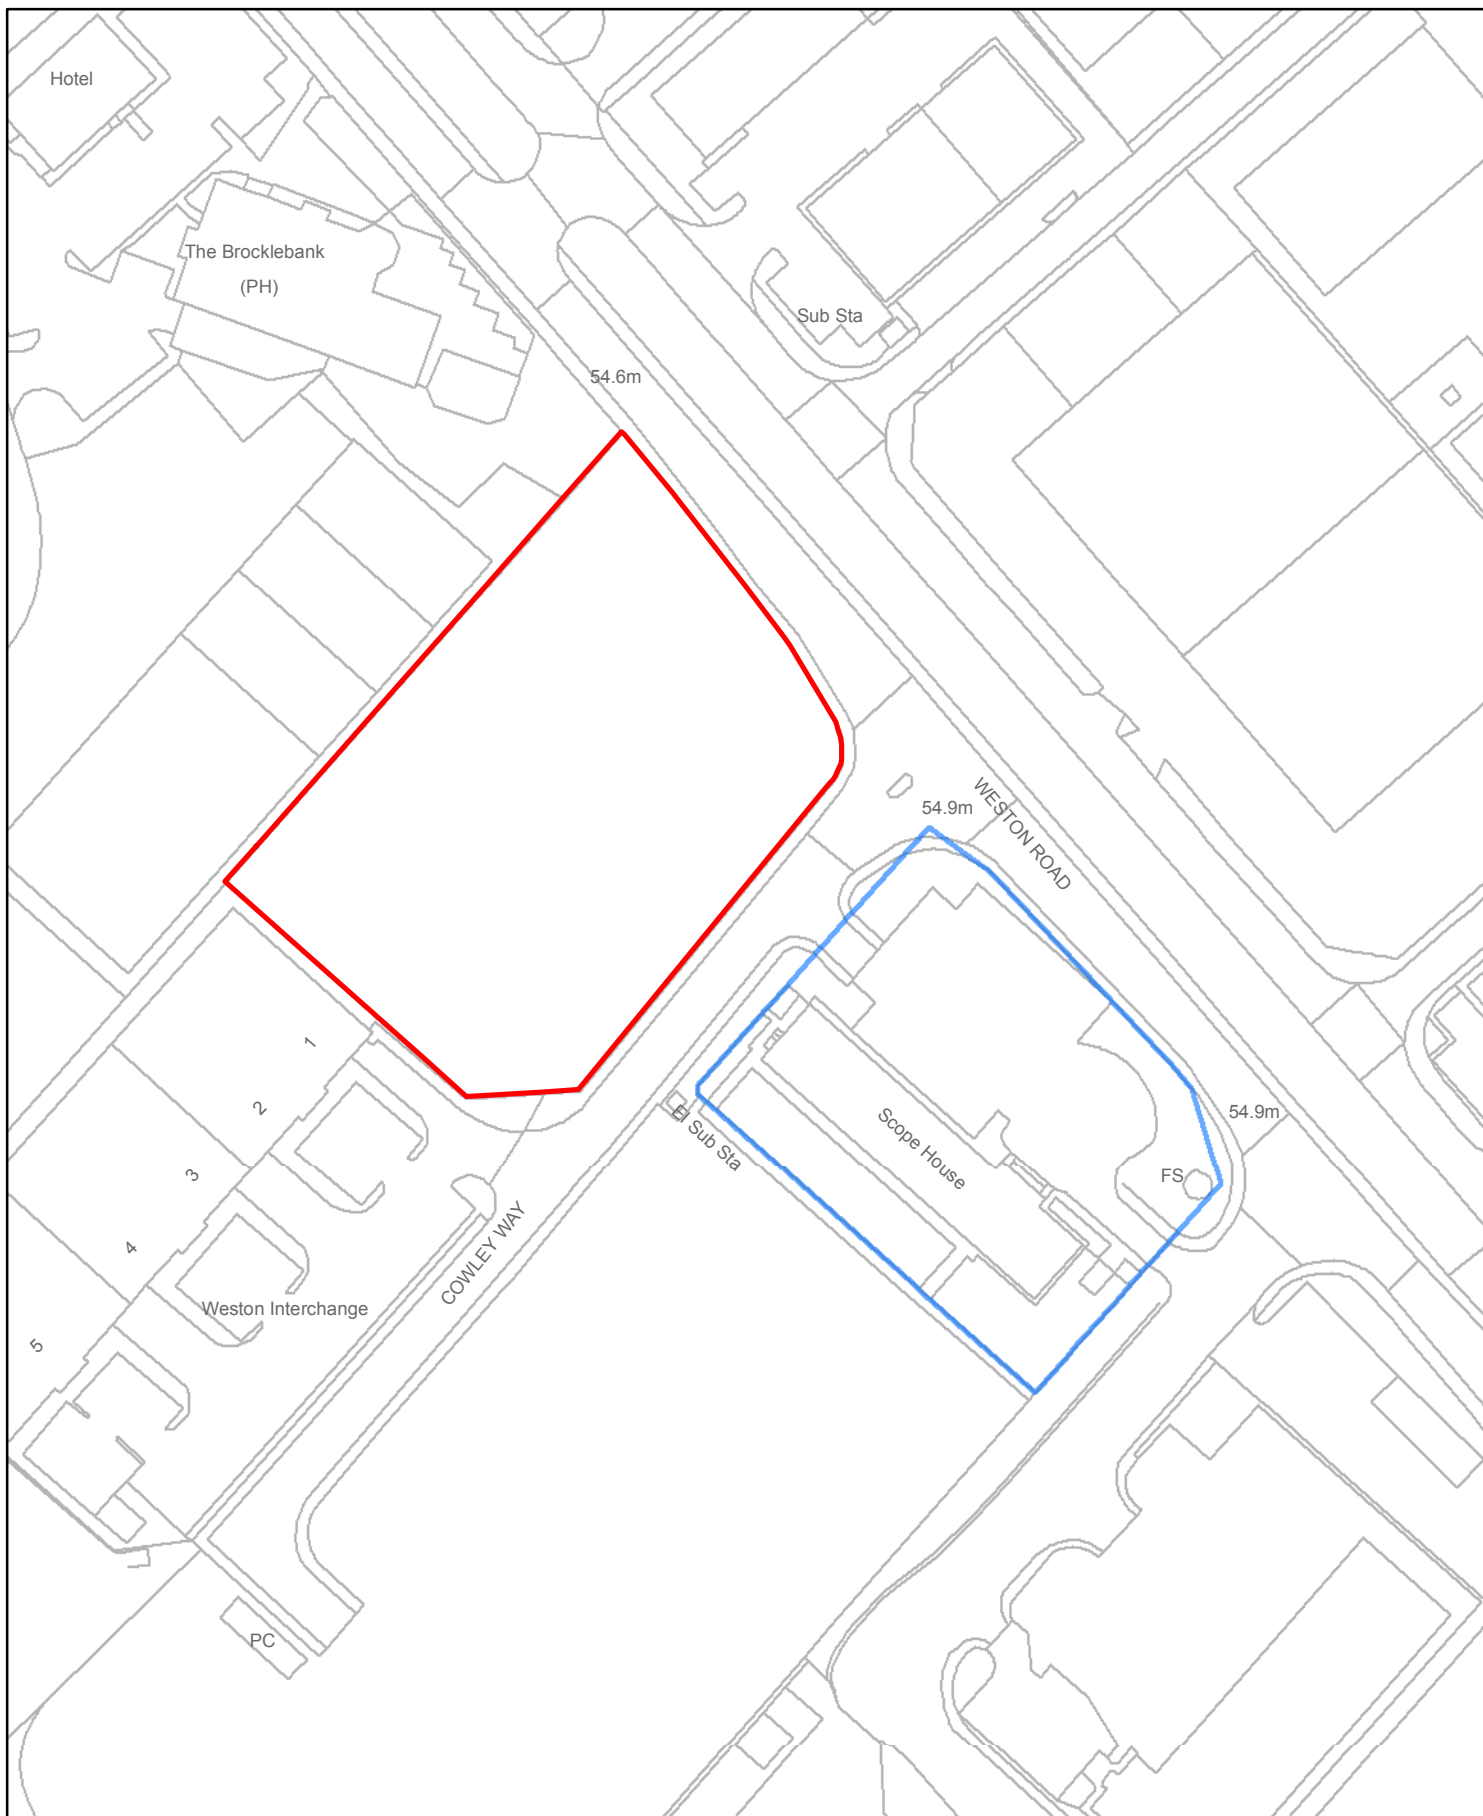 Hotel
The Brocklebank
(PH)
Sub Sta
54.6m
WESTON ROAD
54.9m
1
2
3
4
5
El Sub Sta
Scope House
54.9m
FS
COWLEY WAY
Weston Interchange
PC